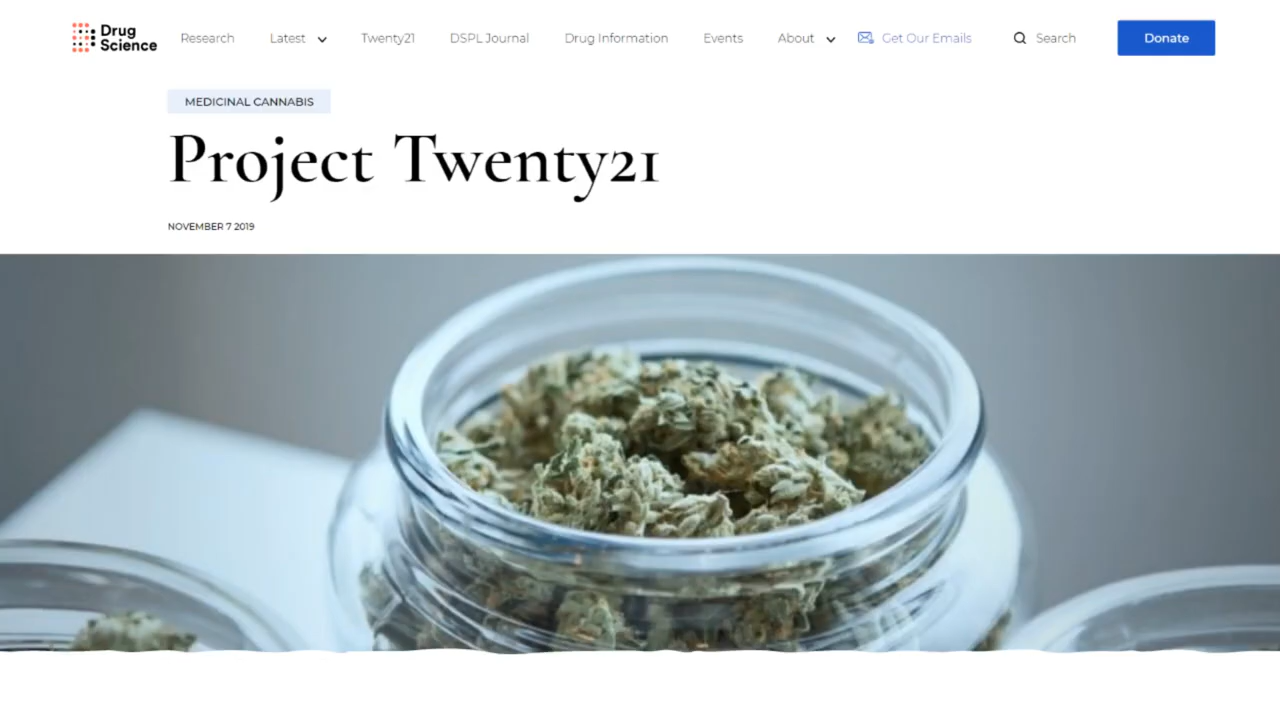 Drug
Science
Research
Latest
Twenty21
DSPL Journal
Drug Information
Events
About
Get Our Emails
Search
Donate
MEDICINAL CANNABIS
Project Twenty21
NOVEMBER 7 2019